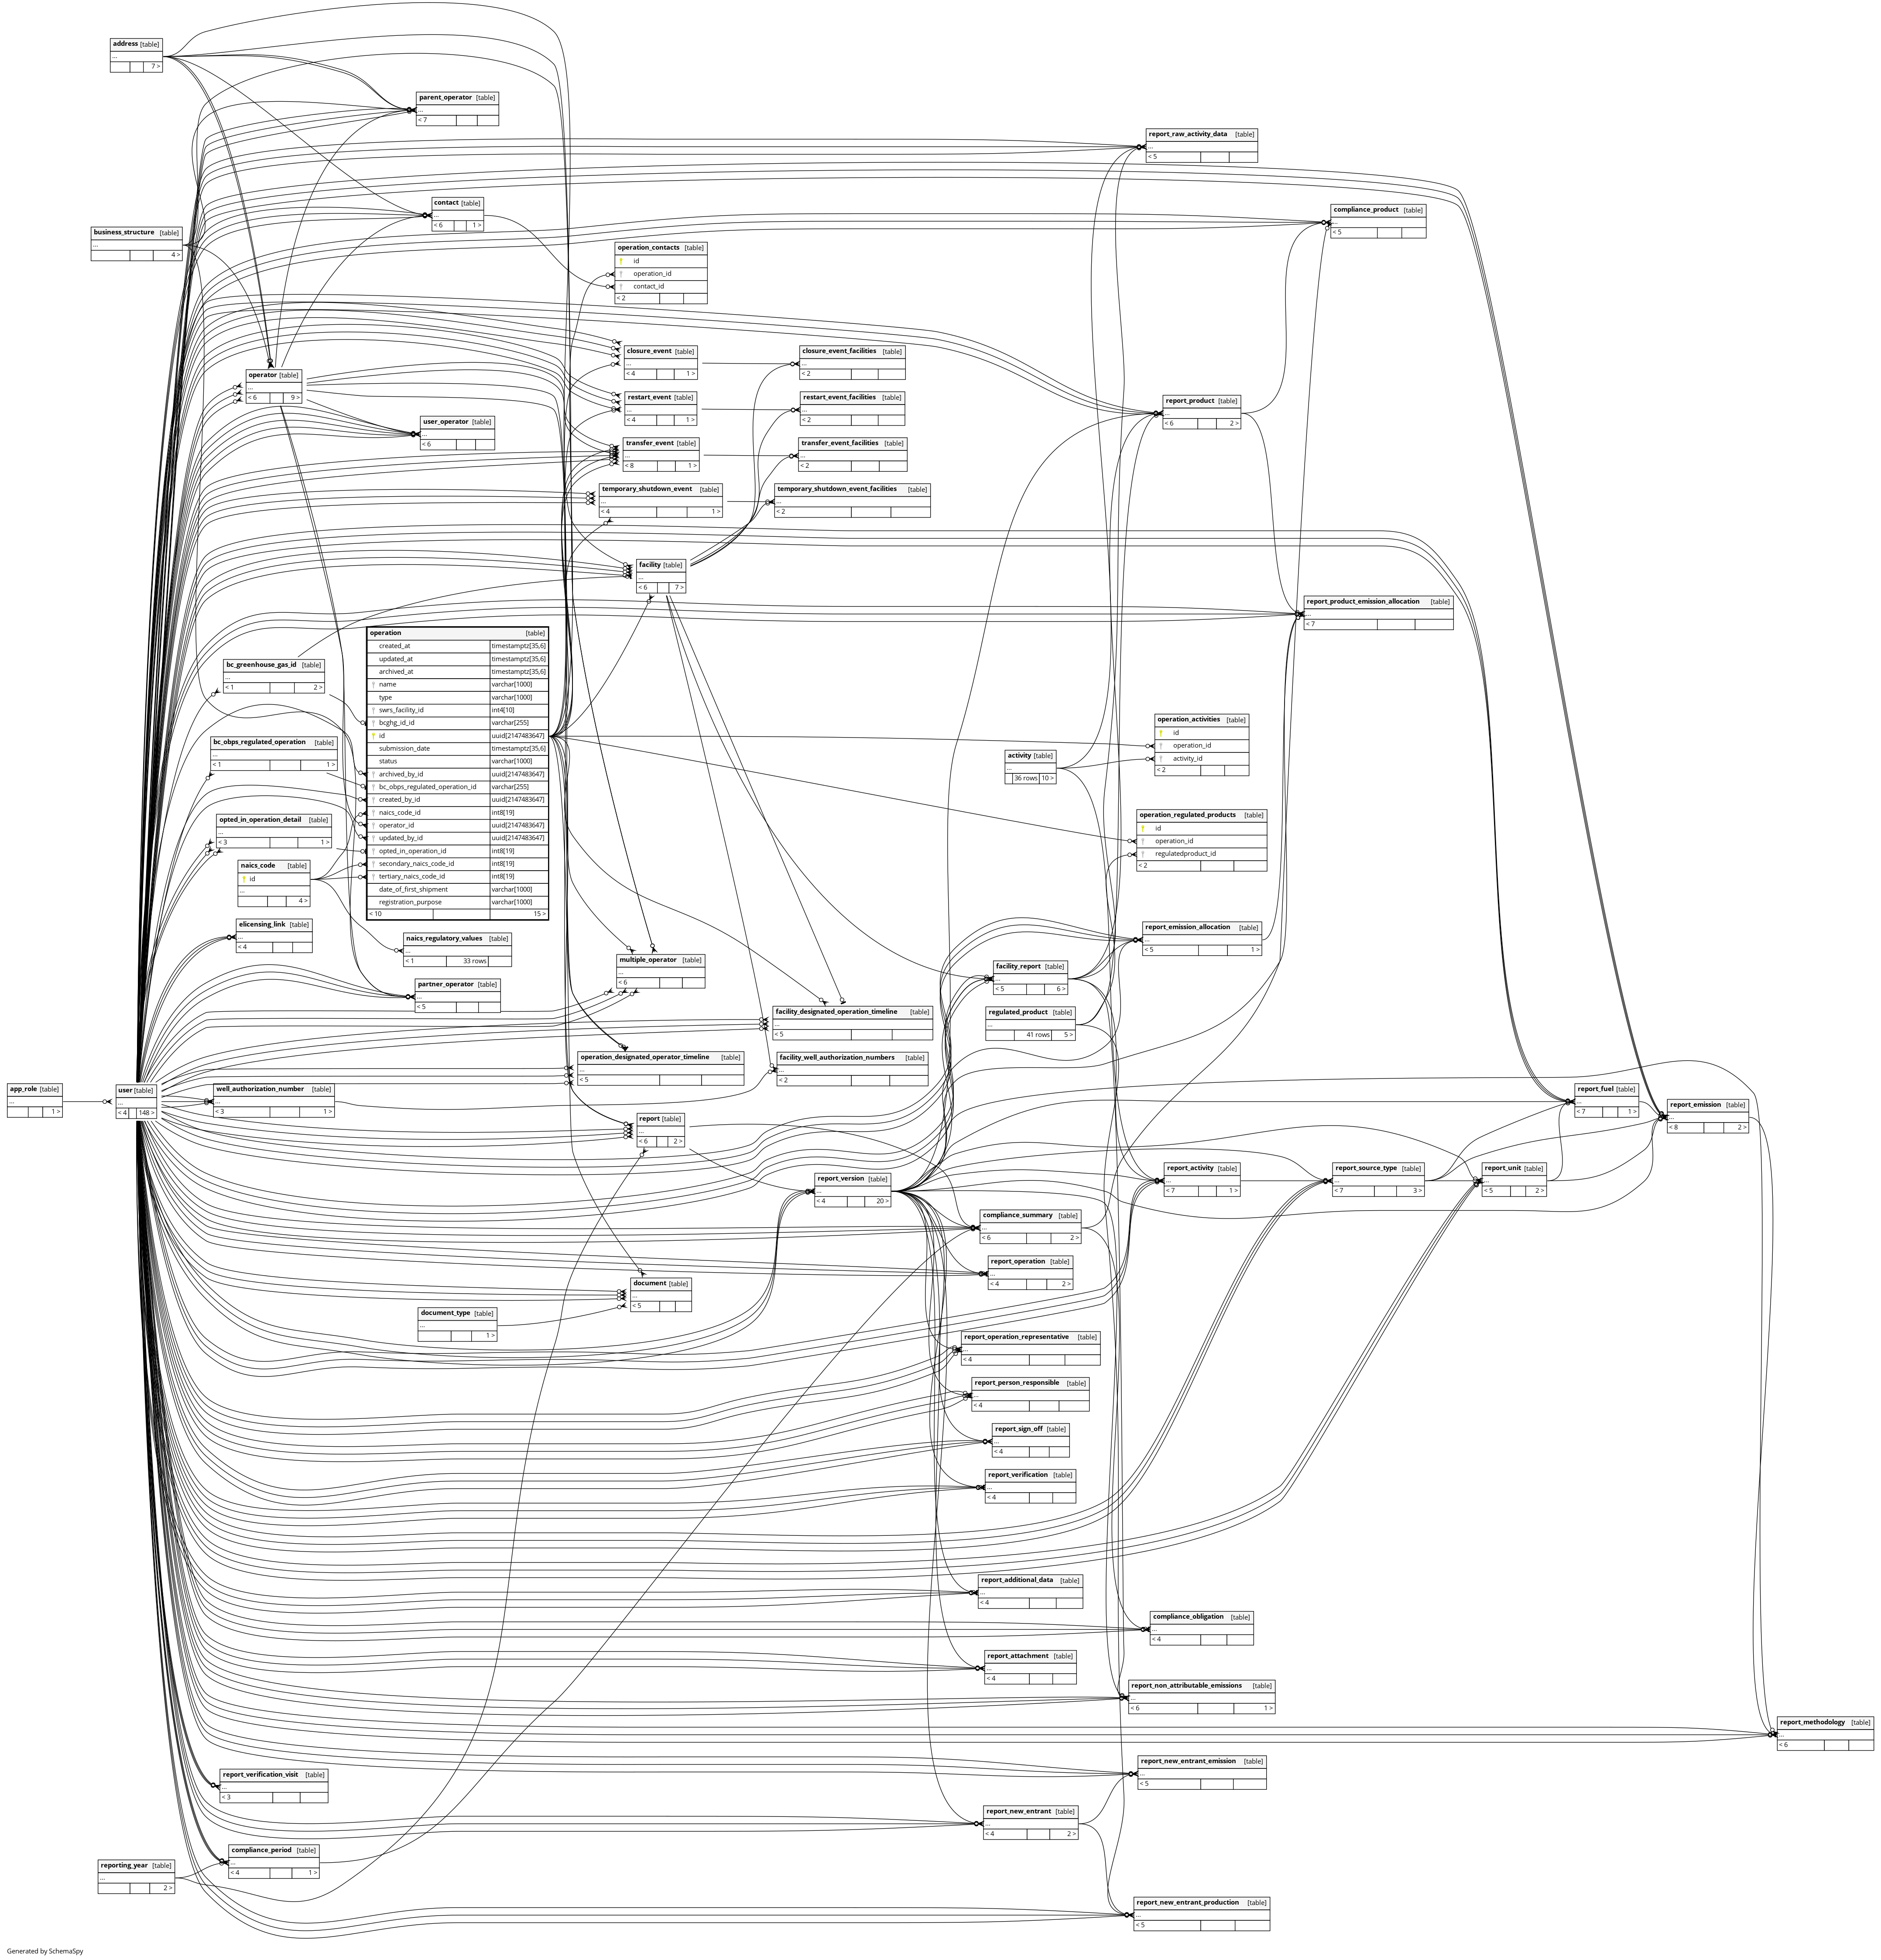 address [table]
...
7 >
parent_operator [table]
...
< 7
report_raw_activity_data [table]
...
< 5
contact [table]
...
< 6 1 >
compliance_product [table]
...
< 5
business_structure [table]
...
4 >
operation_contacts [table]
id
operation_id
contact_id
< 2
closure_event [table]
...
< 4 1 >
closure_event_facilities [table]
...
< 2
operator [table]
...
< 6 9 >
restart_event [table]
...
< 4 1 >
restart_event_facilities [table]
...
< 2
report_product [table]
...
< 6 2 >
user_operator [table]
...
< 6
transfer_event [table]
...
< 8 1 >
transfer_event_facilities [table]
...
< 2
temporary_shutdown_event [table]
...
< 4 1 >
temporary_shutdown_event_facilities [table]
...
< 2
facility [table]
...
< 6 7 >
report_product_emission_allocation [table]
...
< 7
operation [table]
created_at timestamptz[35,6]
updated_at timestamptz[35,6]
archived_at timestamptz[35,6]
name varchar[1000]
type varchar[1000]
swrs_facility_id int4[10]
bcghg_id_id varchar[255]
id uuid[2147483647]
submission_date timestamptz[35,6]
status varchar[1000]
archived_by_id uuid[2147483647]
bc_obps_regulated_operation_id varchar[255]
created_by_id uuid[2147483647]
naics_code_id int8[19]
operator_id uuid[2147483647]
updated_by_id uuid[2147483647]
opted_in_operation_id int8[19]
secondary_naics_code_id int8[19]
tertiary_naics_code_id int8[19]
date_of_first_shipment varchar[1000]
registration_purpose varchar[1000]
< 10 15 >
bc_greenhouse_gas_id [table]
...
< 1 2 >
bc_obps_regulated_operation [table]
...
< 1 1 >
opted_in_operation_detail [table]
...
< 3 1 >
naics_code [table]
id
...
4 >
elicensing_link [table]
...
< 4
naics_regulatory_values [table]
...
< 1 33 rows
partner_operator [table]
...
< 5
operation_activities [table]
id
operation_id
activity_id
< 2
activity [table]
...
36 rows 10 >
operation_regulated_products [table]
id
operation_id
regulatedproduct_id
< 2
report_emission_allocation [table]
...
< 5 1 >
multiple_operator [table]
...
< 6
facility_report [table]
...
< 5 6 >
facility_designated_operation_timeline [table]
...
< 5
regulated_product [table]
...
41 rows 5 >
operation_designated_operator_timeline [table]
...
< 5
facility_well_authorization_numbers [table]
...
< 2
app_role [table]
...
1 >
user [table]
...
< 4 148 >
well_authorization_number [table]
...
< 3 1 >
report_fuel [table]
...
< 7 1 >
report_emission [table]
...
< 8 2 >
report [table]
...
< 6 2 >
report_version [table]
...
< 4 20 >
report_activity [table]
...
< 7 1 >
report_source_type [table]
...
< 7 3 >
report_unit [table]
...
< 5 2 >
compliance_summary [table]
...
< 6 2 >
report_operation [table]
...
< 4 2 >
document [table]
...
< 5
document_type [table]
...
1 >
report_operation_representative [table]
...
< 4
report_person_responsible [table]
...
< 4
report_sign_off [table]
...
< 4
report_verification [table]
...
< 4
report_additional_data [table]
...
< 4
compliance_obligation [table]
...
< 4
report_attachment [table]
...
< 4
report_non_attributable_emissions [table]
...
< 6 1 >
report_methodology [table]
...
< 6
report_new_entrant_emission [table]
...
< 5
report_verification_visit [table]
...
< 3
report_new_entrant [table]
...
< 4 2 >
compliance_period [table]
...
< 4 1 >
reporting_year [table]
...
2 >
report_new_entrant_production [table]
...
< 5
Generated by SchemaSpy